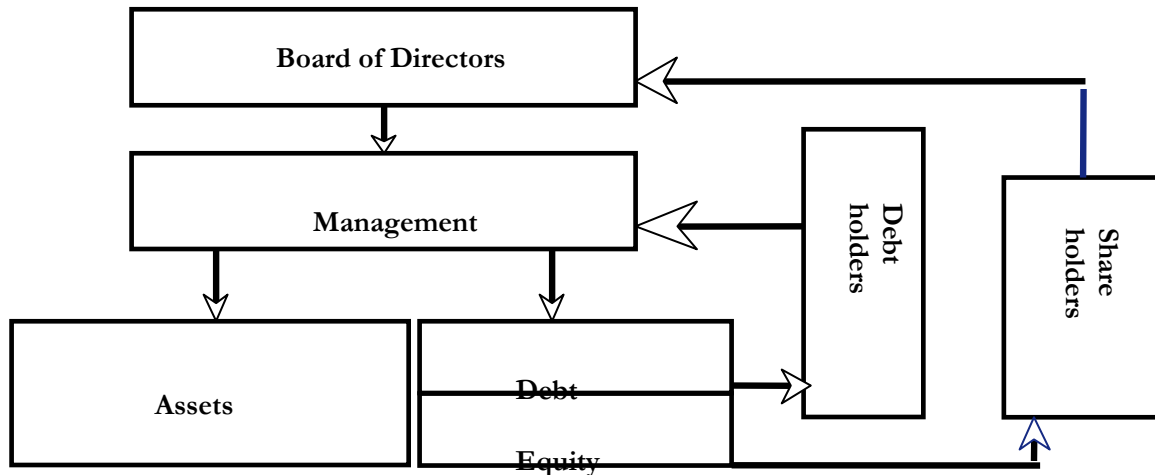 Board of Directors
Management
Debt
holders
Share
holders
Assets
Debt
Equity